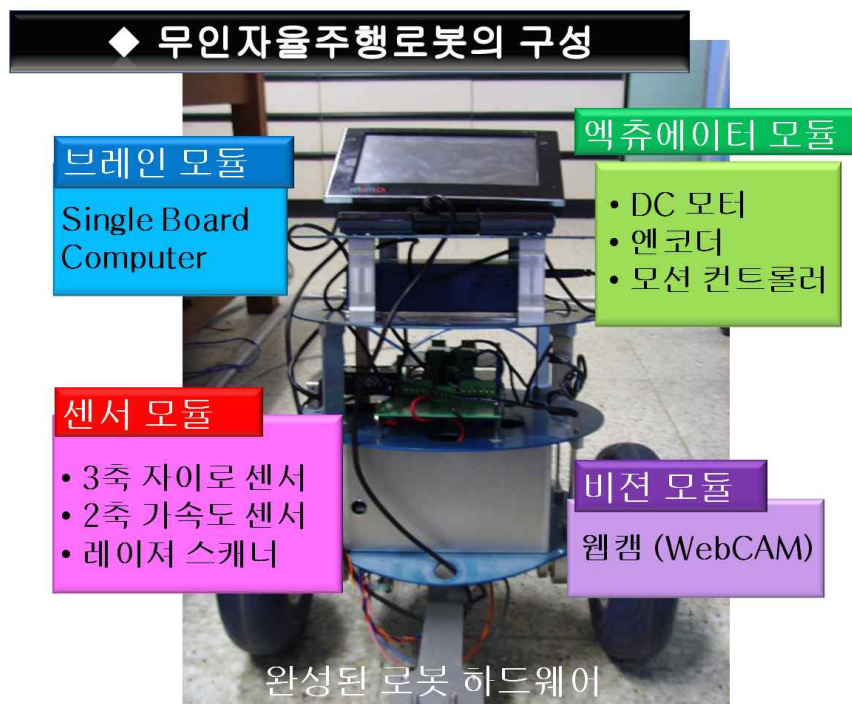 ◆ 무인자율주행로봇의 구성
브레인 모듈
Single Board
Computer
엑츄에이터 모듈
• DC 모터
• 엔코더
• 모션 컨트롤러
센서 모듈
• 3축 자이로 센서
• 2축 가속도 센서
• 레이져 스캐너
비젼 모듈
웹캠 (WebCAM)
완성된 로봇 하드웨어